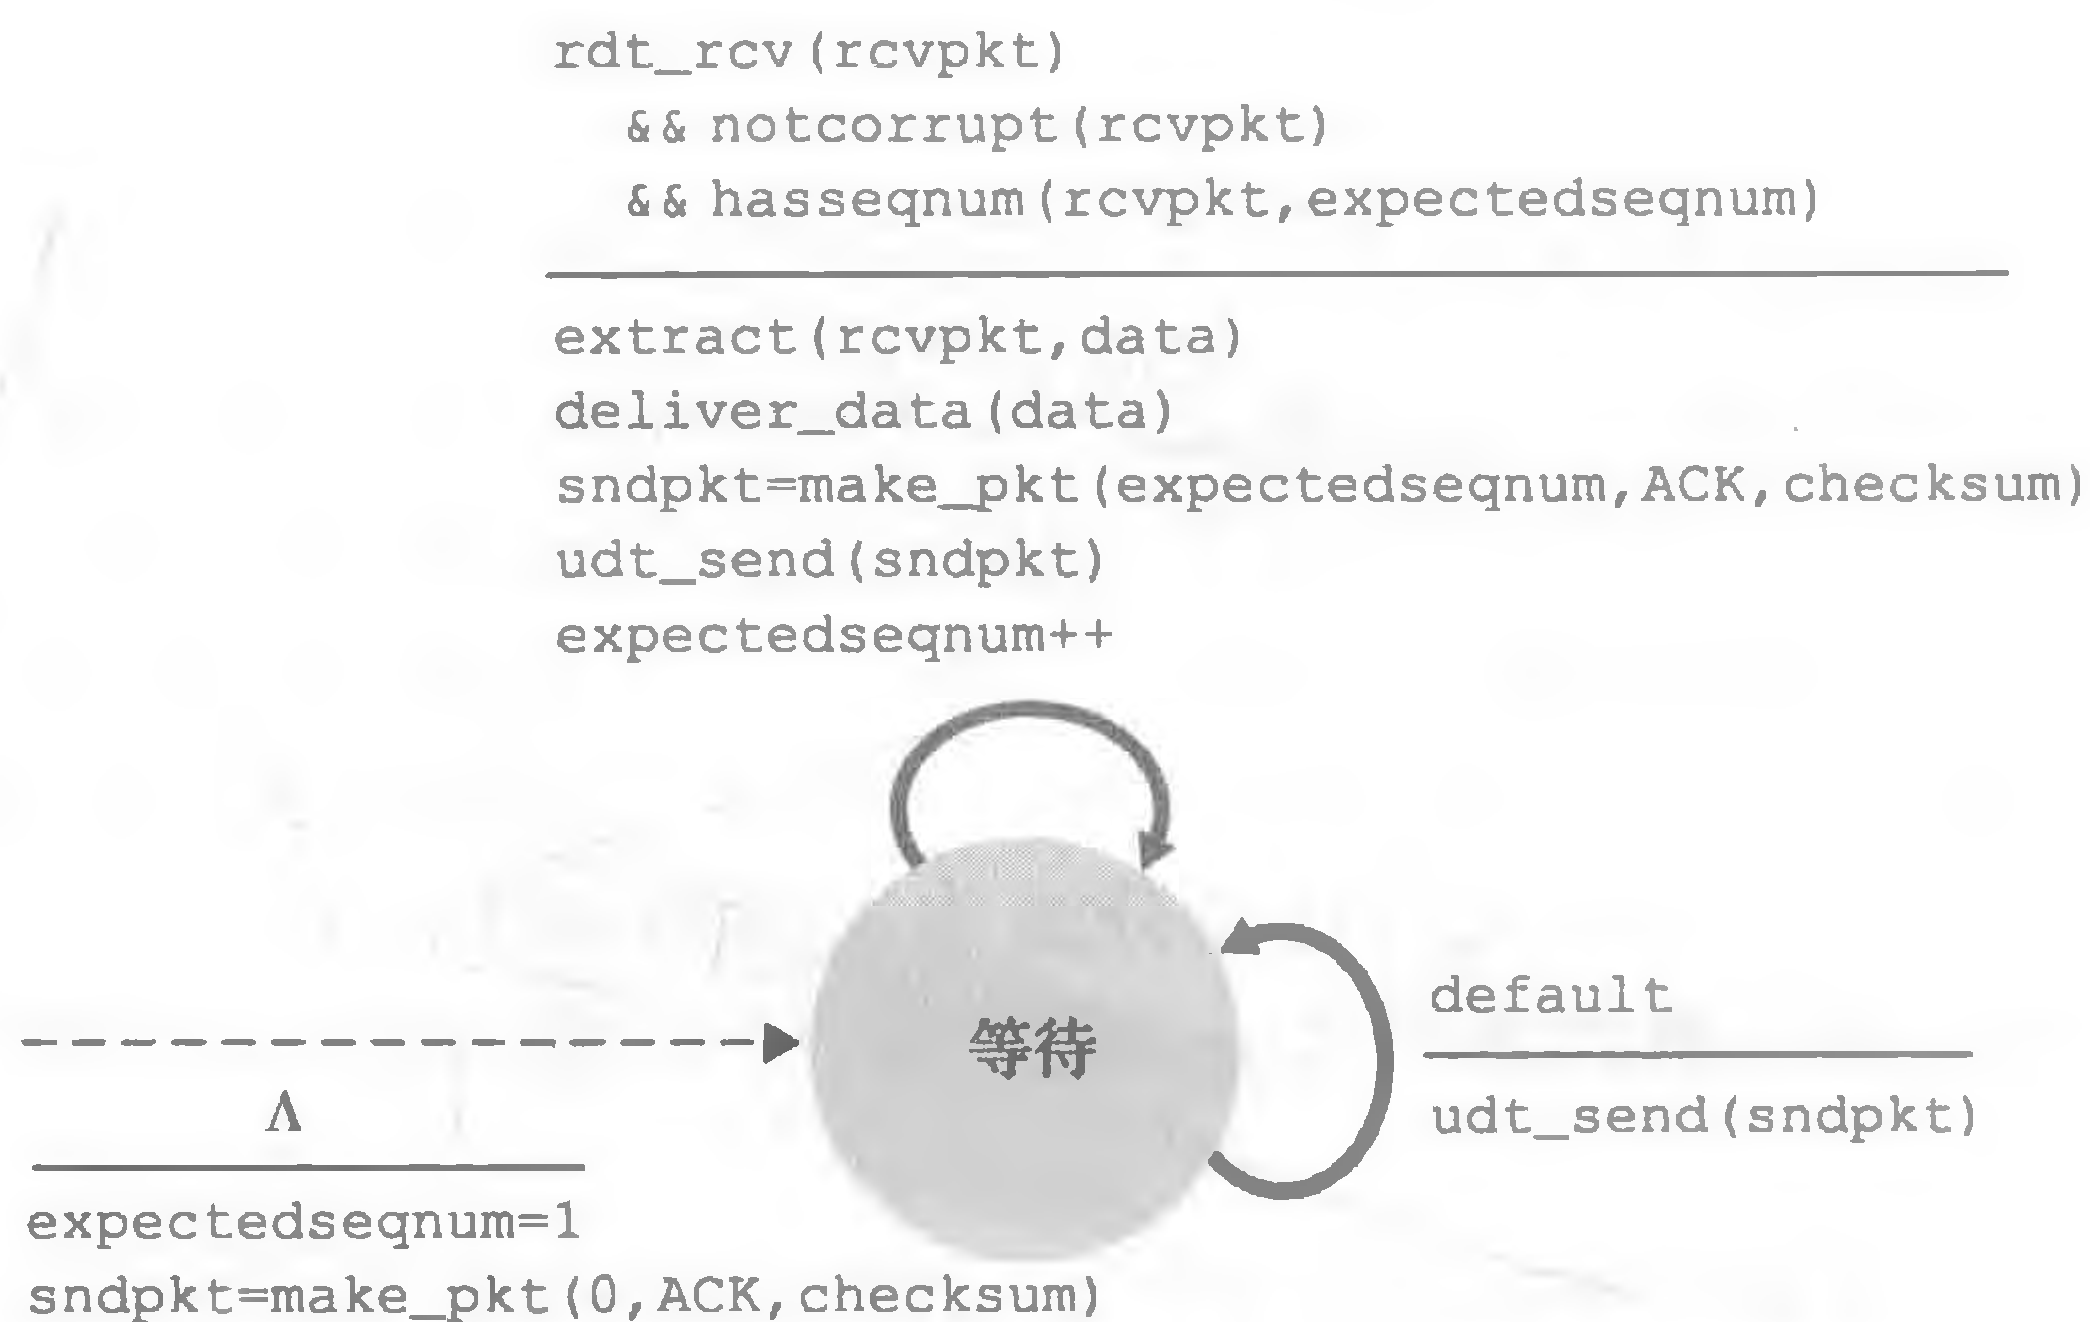 rdt_rcv(rcvpkt)
&& notcorrupt(rcvpkt)
&& hasseqnum(rcvpkt,expectedseqnum)
extract(rcvpkt,data)
deliver_data(data)
sndpkt=make_pkt(expectedseqnum,ACK,checksum)
udt_send(sndpkt)
expectedseqnum++
等待
default
udt_send(sndpkt)
Λ
expectedseqnum=1
sndpkt=make_pkt(0,ACK,checksum)